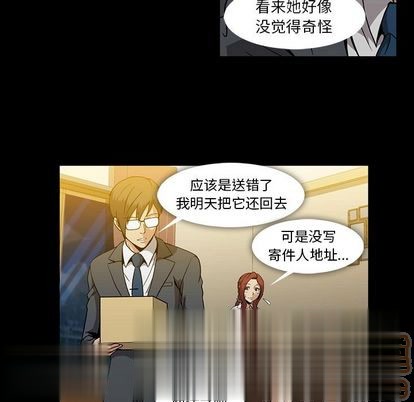 看来她好像
没觉得奇怪
应该是送错了
我明天把它还回去
可是没写
寄件人地址...